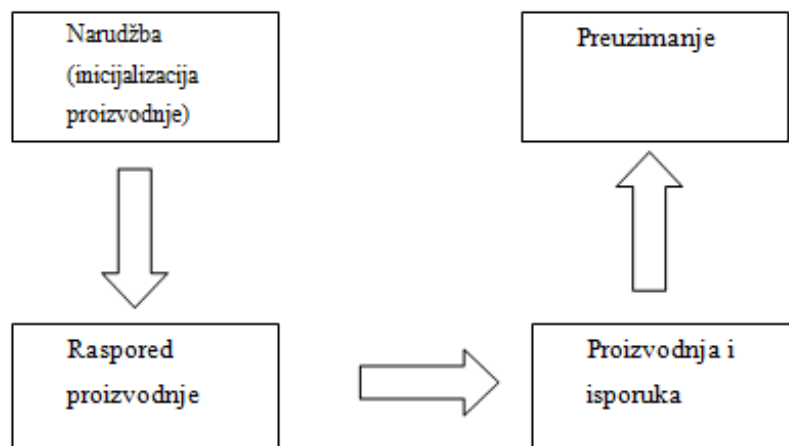 Narudžba
(inicijalizacija
proizvodnje)
Preuzimanje
Raspored
proizvodnje
Proizvodnja i
isporuka